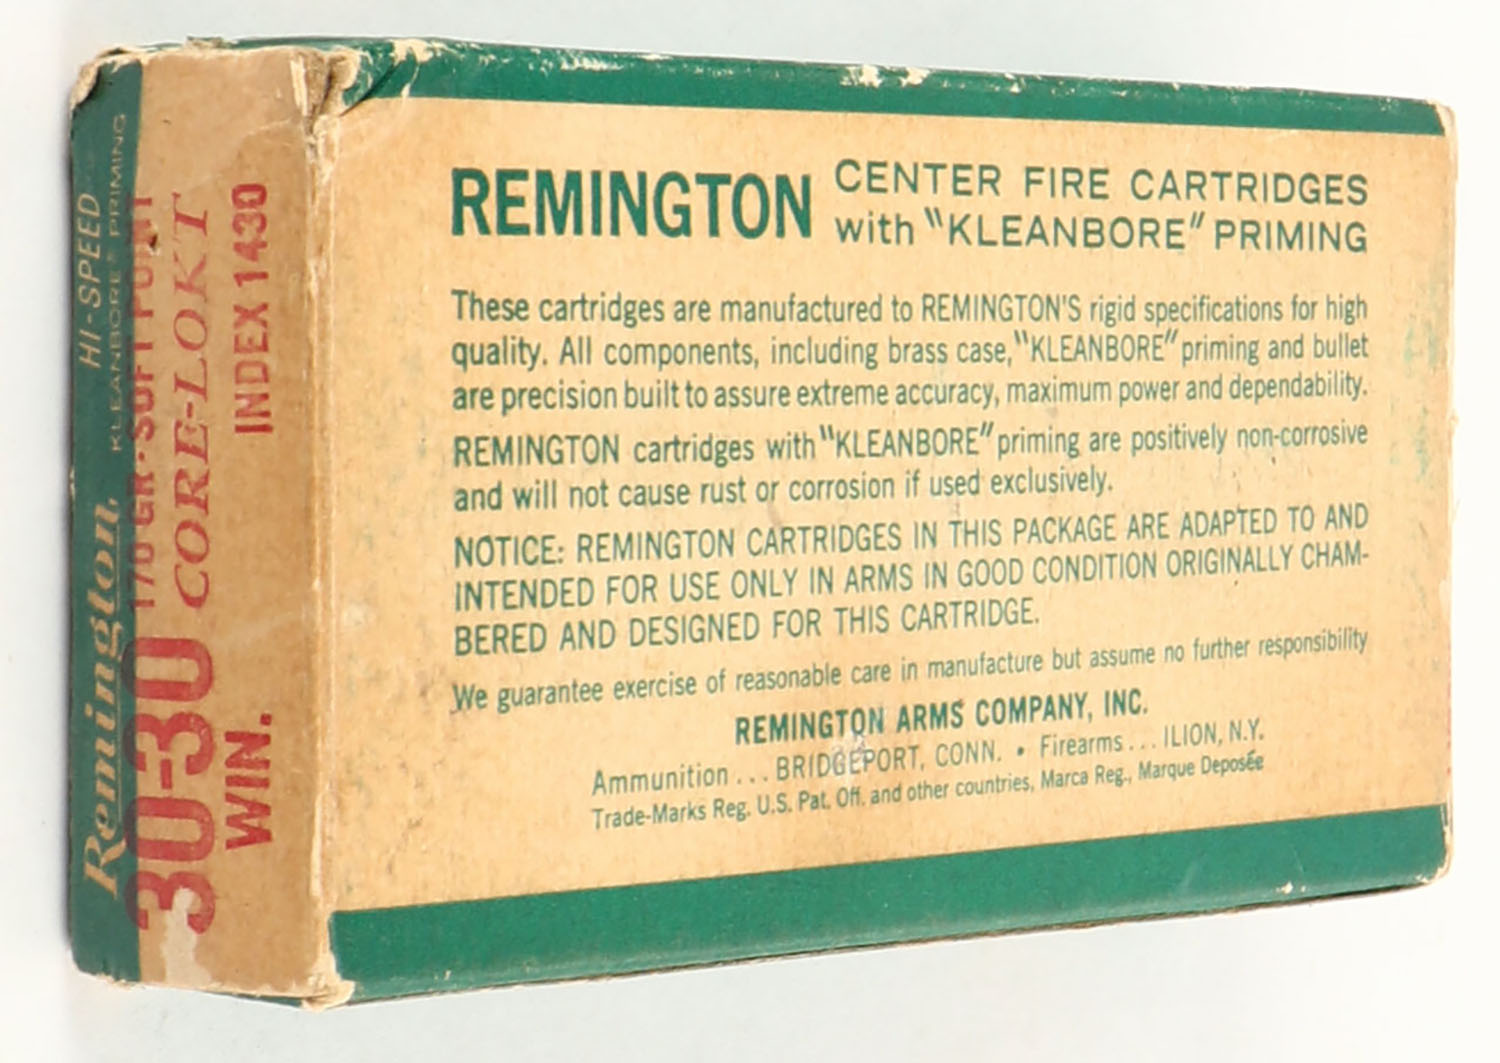 Remington HI-SPEED
KLEANBORE® PRIMING
30-30 170 GR. SOFT POINT
WIN. CORE-LOKT
INDEX 1430
REMINGTON CENTER FIRE CARTRIDGES
with "KLEANBORE" PRIMING
These cartridges are manufactured to REMINGTON'S rigid specifications for high
quality. All components, including brass case, "KLEANBORE" priming and bullet
are precision built to assure extreme accuracy, maximum power and dependability.
REMINGTON cartridges with "KLEANBORE" priming are positively non-corrosive
and will not cause rust or corrosion if used exclusively.
NOTICE: REMINGTON CARTRIDGES IN THIS PACKAGE ARE ADAPTED TO AND
INTENDED FOR USE ONLY IN ARMS IN GOOD CONDITION ORIGINALLY CHAM-
BERED AND DESIGNED FOR THIS CARTRIDGE.
We guarantee exercise of reasonable care in manufacture but assume no further responsibility
REMINGTON ARMS COMPANY, INC.
Ammunition ... BRIDGEPORT, CONN. • Firearms ... ILION, N.Y.
Trade-Marks Reg. U.S. Pat. Off. and other countries, Marca Reg., Marque Deposée